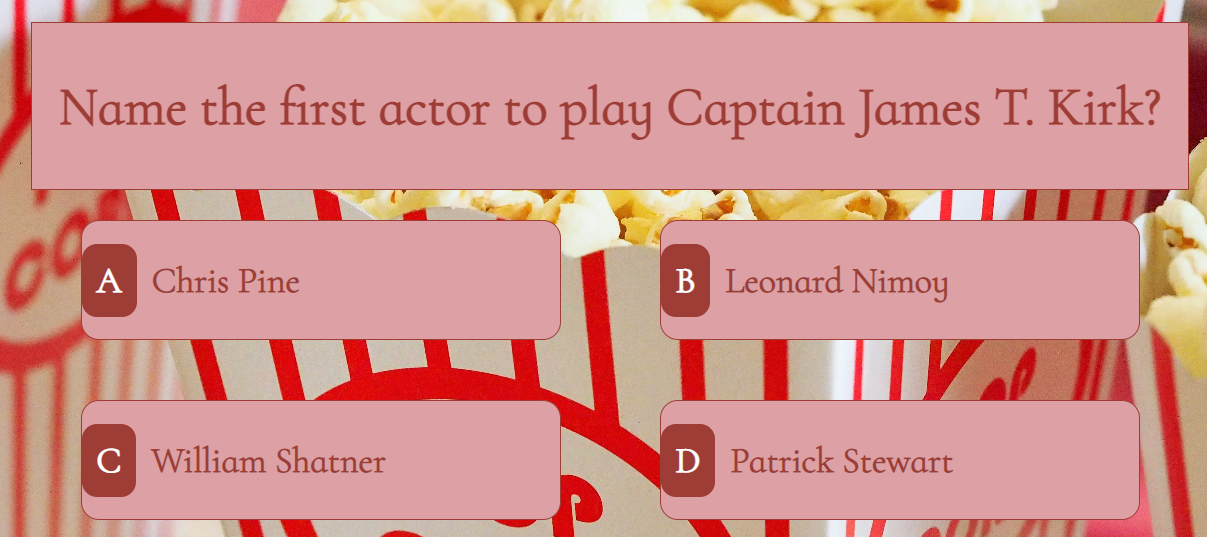 Name the first actor to play Captain James T. Kirk?
A Chris Pine
B Leonard Nimoy
C William Shatner
D Patrick Stewart